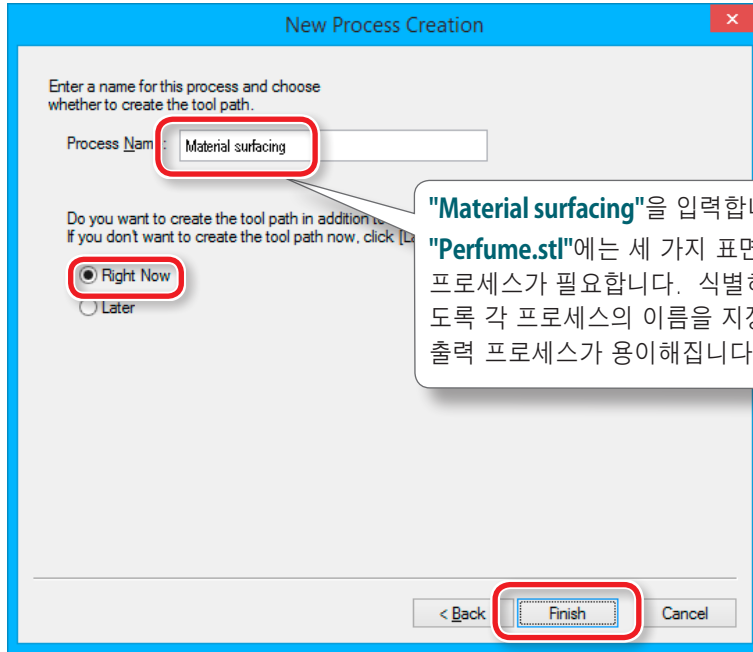 New Process Creation
Enter a name for this process and choose
whether to create the tool path.
Process Name:
Material surfacing
Do you want to create the tool path in addition to
If you don't want to create the tool path now, click
Right Now
Later
"Material surfacing"을 입력합니
"Perfume.stl"에는 세 가지 표면
프로세스가 필요합니다. 식별하
도록 각 프로세스의 이름을 지정
출력 프로세스가 용이해집니다
< Back
Finish
Cancel